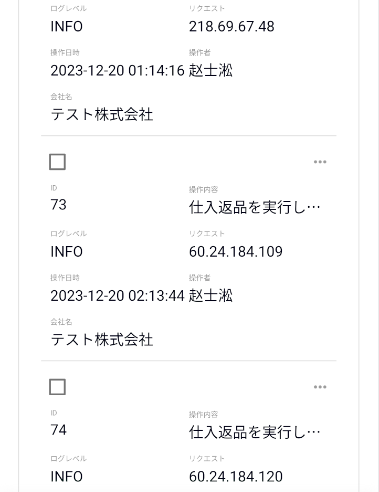 ログレベル リクエスト
INFO 218.69.67.48
操作日時 操作者
2023-12-20 01:14:16 赵士淞
会社名
テスト株式会社
ID 操作内容
73 仕入返品を実行し…
ログレベル リクエスト
INFO 60.24.184.109
操作日時 操作者
2023-12-20 02:13:44 赵士淞
会社名
テスト株式会社
ID 操作内容
74 仕入返品を実行し…
ログレベル リクエスト
INFO 60.24.184.120